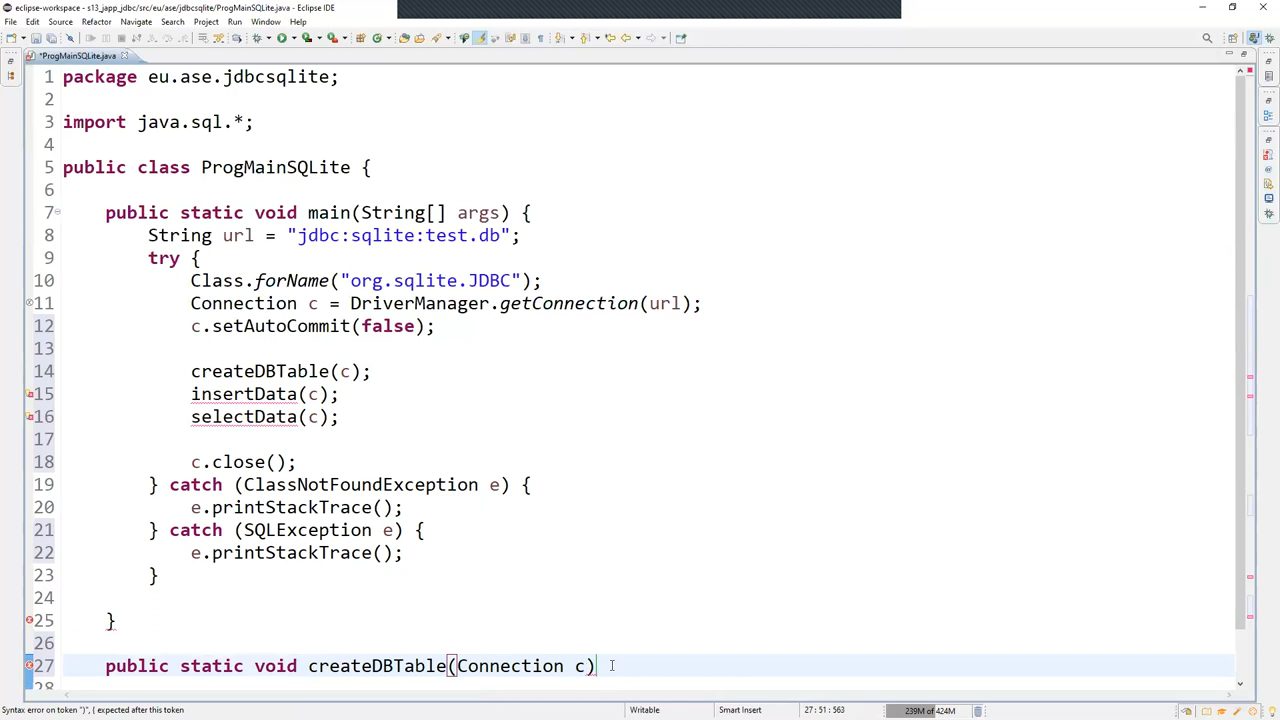 eclipse-workspace - s13_japp_jdbc/src/eu/ase/jdbcsqlite/ProgMainSQLite.java - Eclipse IDE
File Edit Source Refactor Navigate Search Project Run Window Help
*ProgMainSQLite.java
1 package eu.ase.jdbcsqlite;
2
3 import java.sql.*;
4
5 public class ProgMainSQLite {
6
7 public static void main(String[] args) {
8 String url = "jdbc:sqlite:test.db";
9 try {
10 Class.forName("org.sqlite.JDBC");
11 Connection c = DriverManager.getConnection(url);
12 c.setAutoCommit(false);
13
14 createDBTable(c);
15 insertData(c);
16 selectData(c);
17
18 c.close();
19 } catch (ClassNotFoundException e) {
20 e.printStackTrace();
21 } catch (SQLException e) {
22 e.printStackTrace();
23 }
24
25 }
26
27 public static void createDBTable(Connection c)
28
Syntax error on token ")", { expected after this token Writable Smart Insert 27 : 51 : 563 239M of 424M